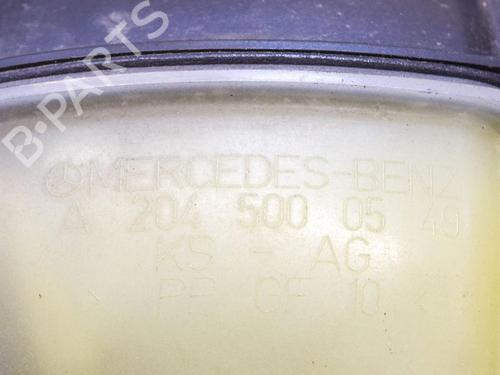 B-PARTS
MERCEDES-BENZ
A 204 500 05 49
KS - AG
PP GF 10